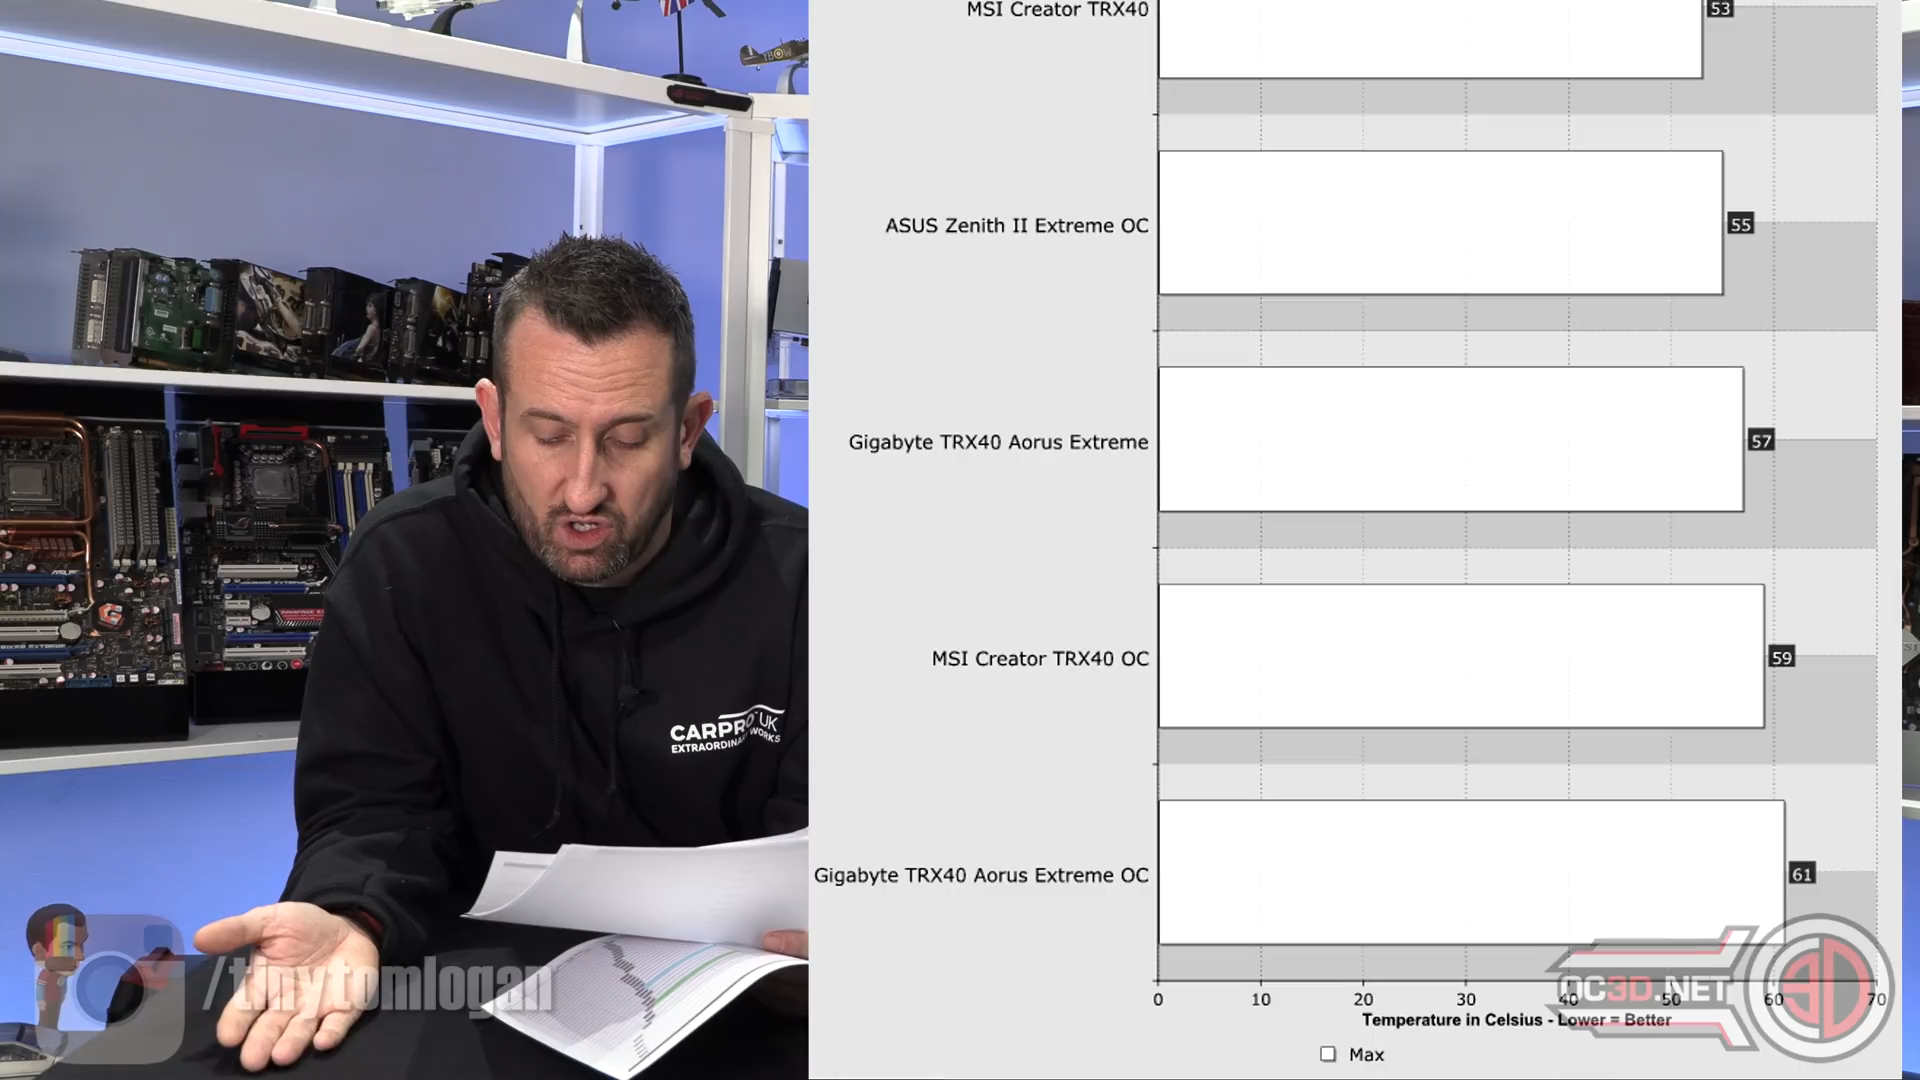 MSI Creator TRX40
53
ASUS Zenith II Extreme OC
55
Gigabyte TRX40 Aorus Extreme
57
MSI Creator TRX40 OC
59
Gigabyte TRX40 Aorus Extreme OC
61
0 10 20 30 40 50 60 70
Temperature in Celsius - Lower = Better
Max
CARPRO UK
EXTRAORDINARY WORKS
/tinytomlogan
OC3D.NET
3D